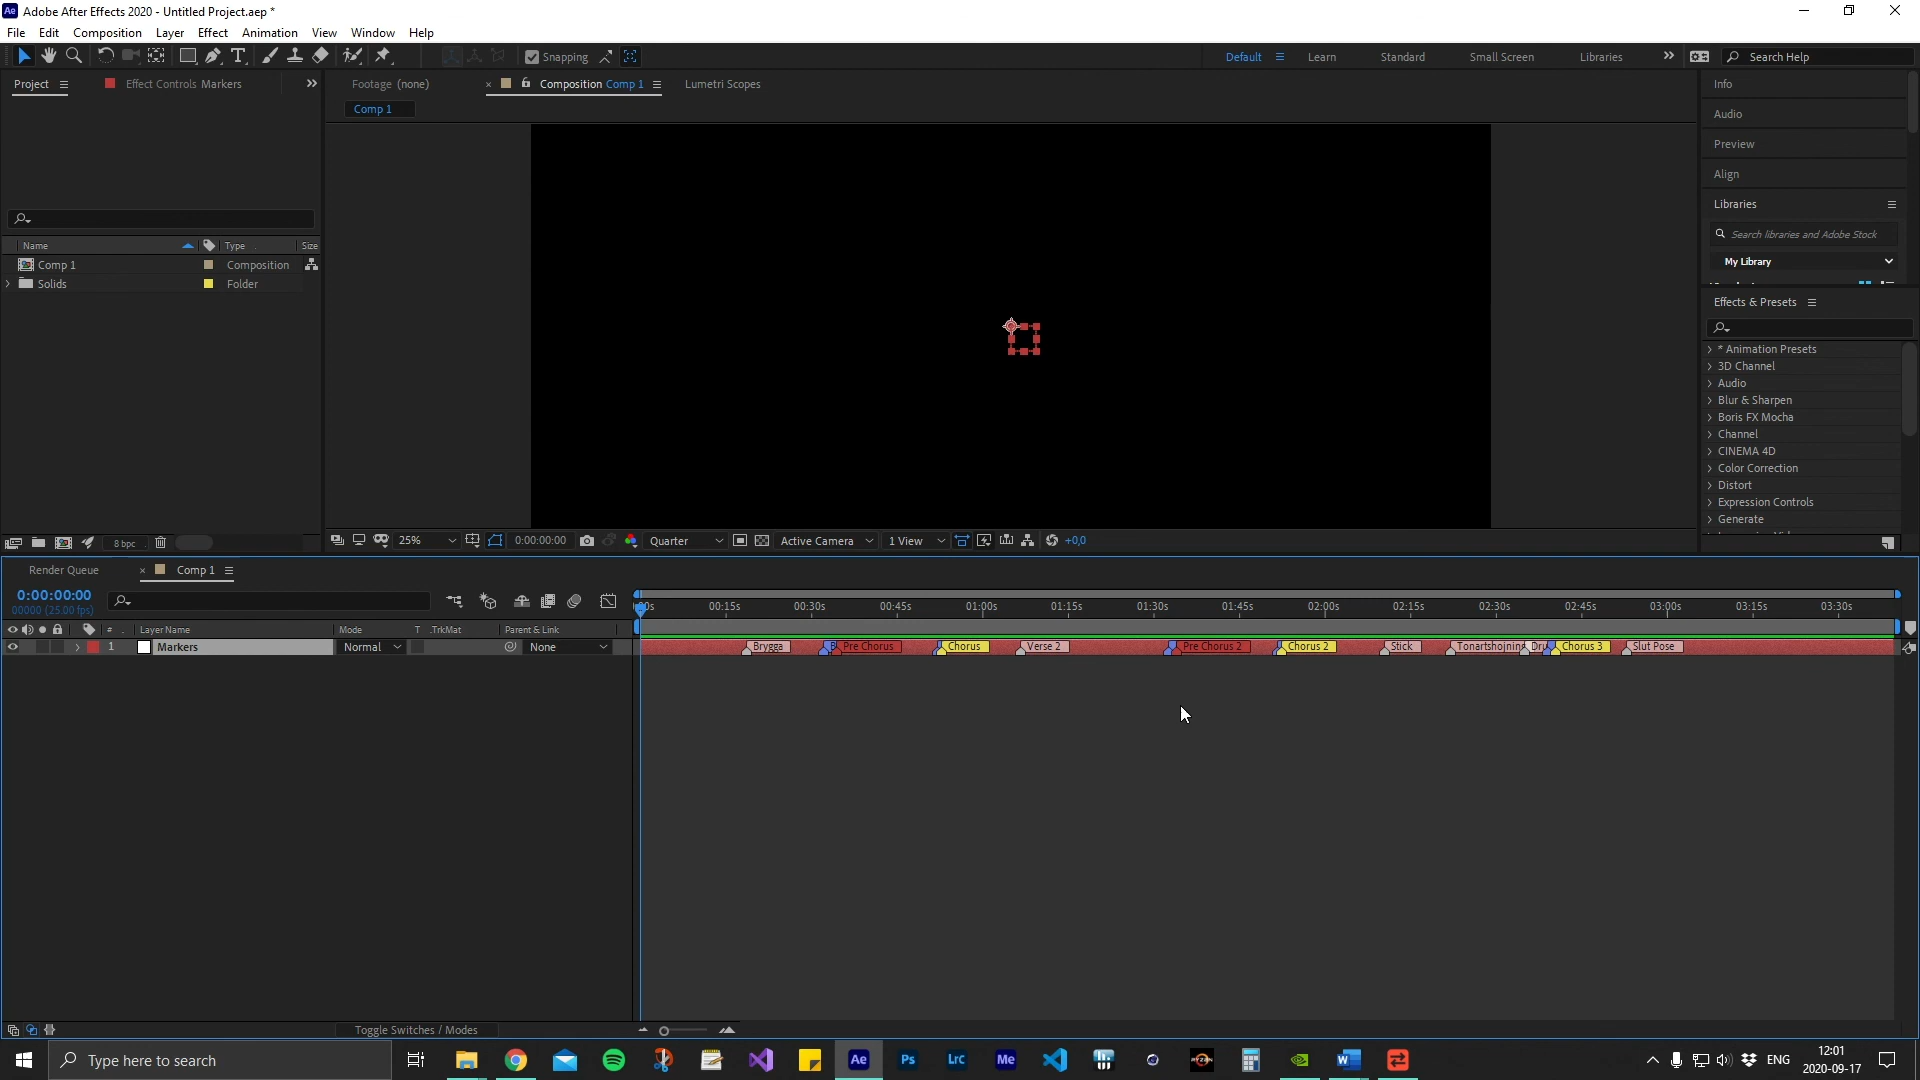 Ae Adobe After Effects 2020 - Untitled Project.aep *
File Edit Composition Layer Effect Animation View Window Help
T Snapping Default Learn Standard Small Screen Libraries Search Help
Project Effect Controls Markers Footage (none) Composition Comp 1 Lumetri Scopes Info
Comp 1 Audio
Preview
Align
Libraries
Search libraries and Adobe Stock
Name Type Size
My Library
Comp 1 Composition
Solids Folder
Effects & Presets
* Animation Presets
3D Channel
Audio
Blur & Sharpen
Boris FX Mocha
Channel
CINEMA 4D
Color Correction
Distort
Expression Controls
Generate
8 bpc 25% 0:00:00:00 Quarter Active Camera 1 View +0,0
Render Queue Comp 1
0:00:00:00
00000 (25.00 fps)
00s 00:15s 00:30s 00:45s 01:00s 01:15s 01:30s 01:45s 02:00s 02:15s 02:30s 02:45s 03:00s 03:15s 03:30s
# Layer Name Mode T .TrkMat Parent & Link
1 Markers Normal None Brygga Pre Chorus Chorus Verse 2 Pre Chorus 2 Chorus 2 Stick Tonartshojning Dru Chorus 3 Slut Pose
Toggle Switches / Modes
Type here to search Ae Ps Lrc Me RYZEN ENG 12:01
2020-09-17